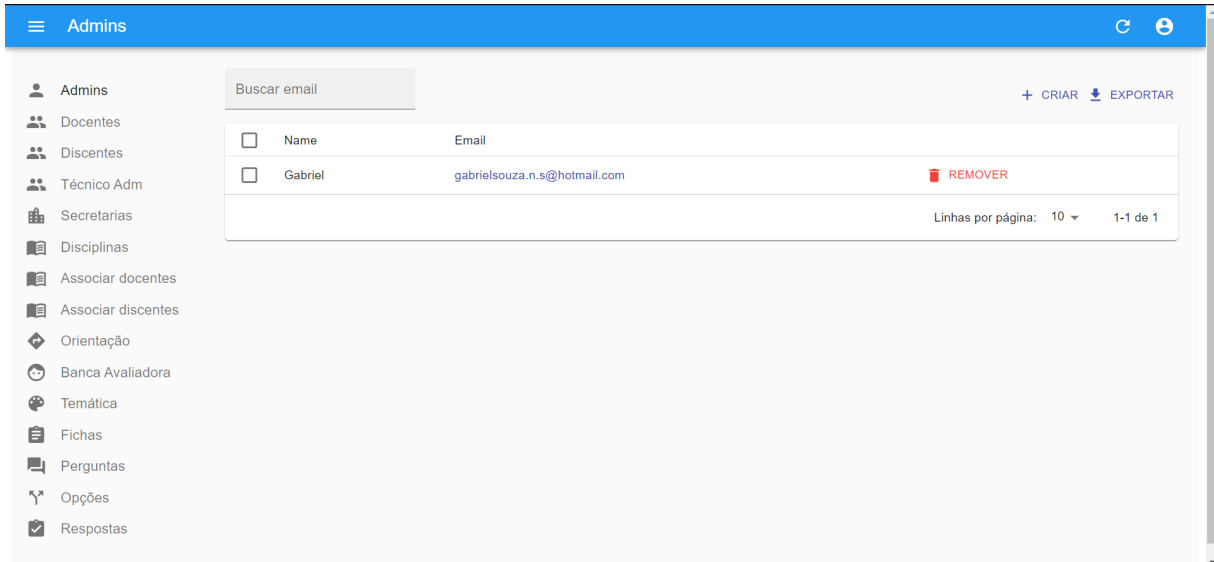 Admins
Admins
Docentes
Discentes
Técnico Adm
Secretarias
Disciplinas
Associar docentes
Associar discentes
Orientação
Banca Avaliadora
Temática
Fichas
Perguntas
Opções
Respostas
Buscar email
+ CRIAR EXPORTAR
Name Email
Gabriel gabrielsouza.n.s@hotmail.com REMOVER
Linhas por página: 10 1-1 de 1